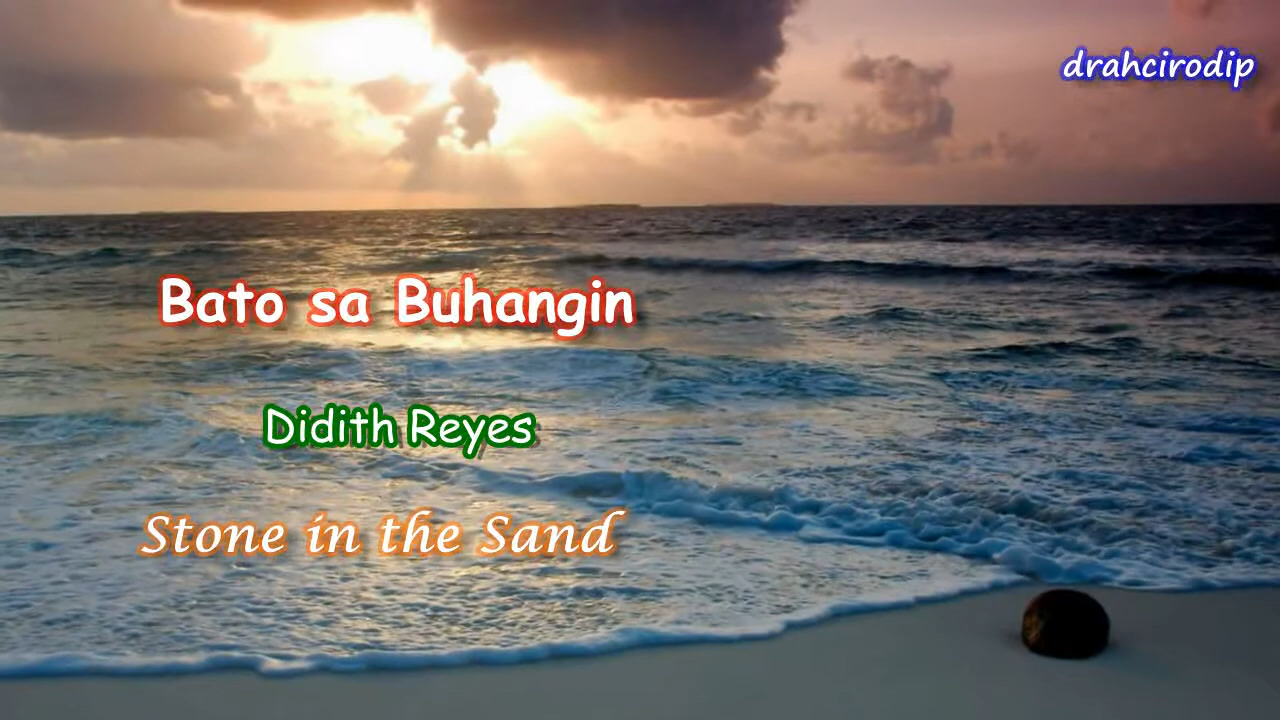 drahcirodip
Bato sa Buhangin
Didith Reyes
Stone in the Sand